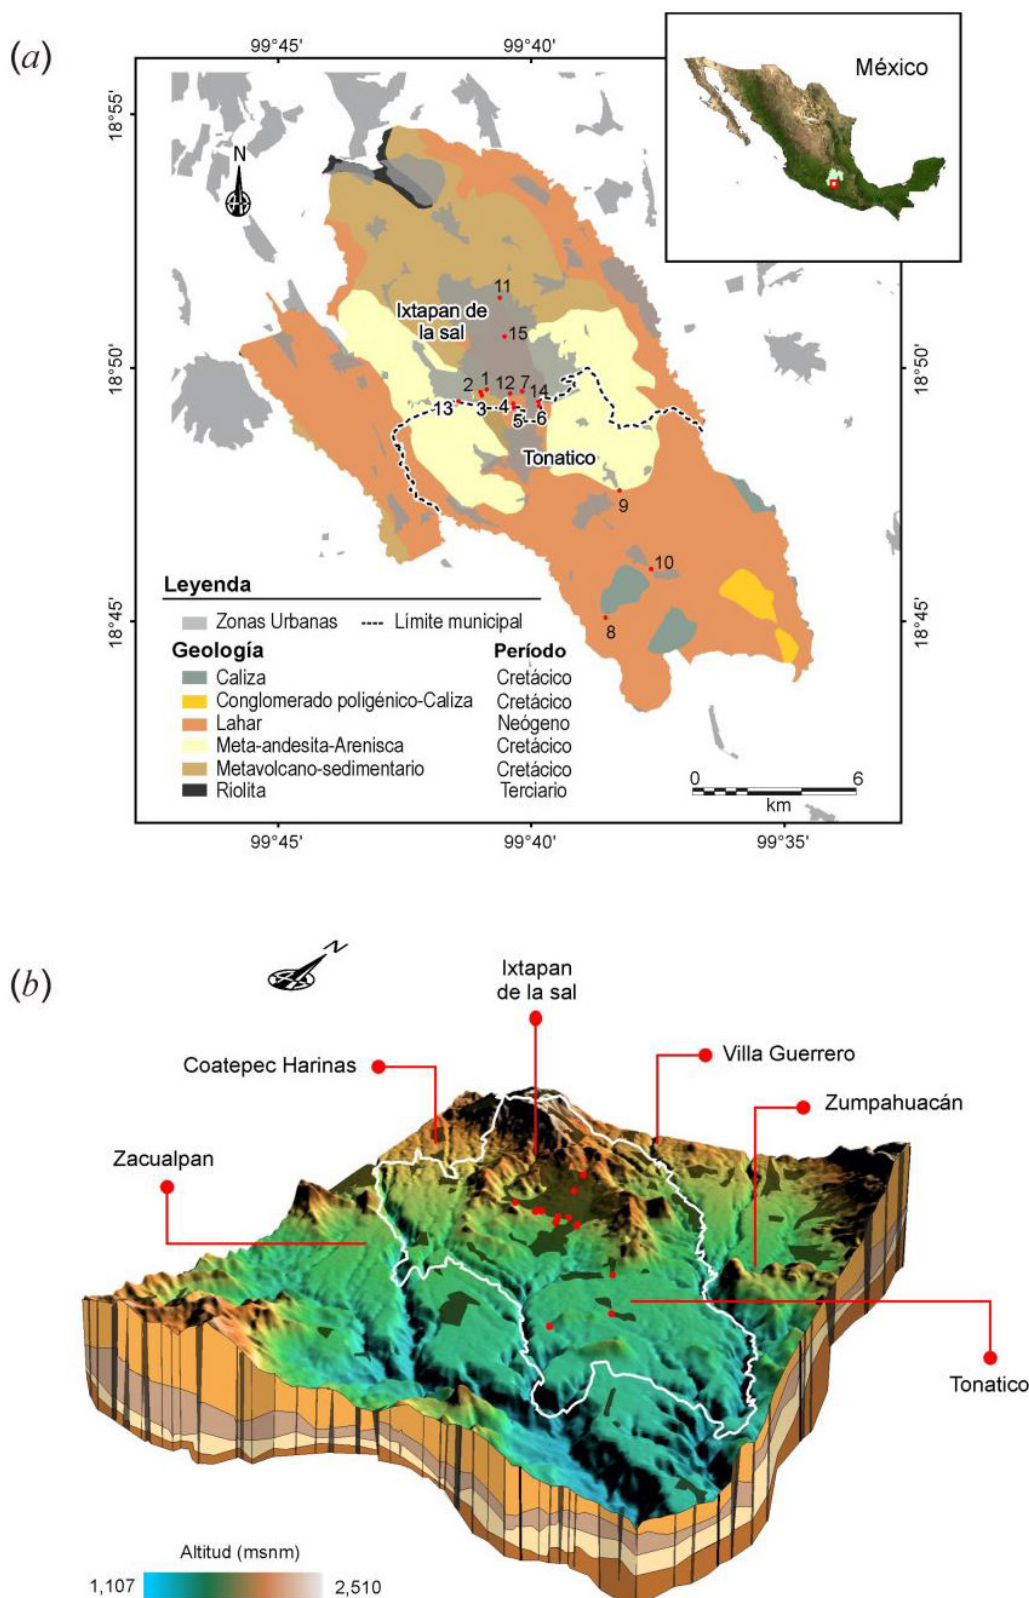 (a)
99°45'
99°40'
México
18°55'
N
11
Ixtapan de
la sal
15
18°50'
18°50'
1
2
12
7
14
13
3
4
5
6
Tonatico
9
10
8
Leyenda
Zonas Urbanas
Límite municipal
Geología
Período
Caliza
Cretácico
Conglomerado poligénico-Caliza
Cretácico
Lahar
Neógeno
Meta-andesita-Arenisca
Cretácico
Metavolcano-sedimentario
Cretácico
Riolita
Terciario
18°45'
18°45'
0
6
km
99°45'
99°40'
99°35'
(b)
N
Ixtapan
de la sal
Coatepec Harinas
Villa Guerrero
Zumpahuacán
Zacualpan
Tonatico
Altitud (msnm)
1,107
2,510